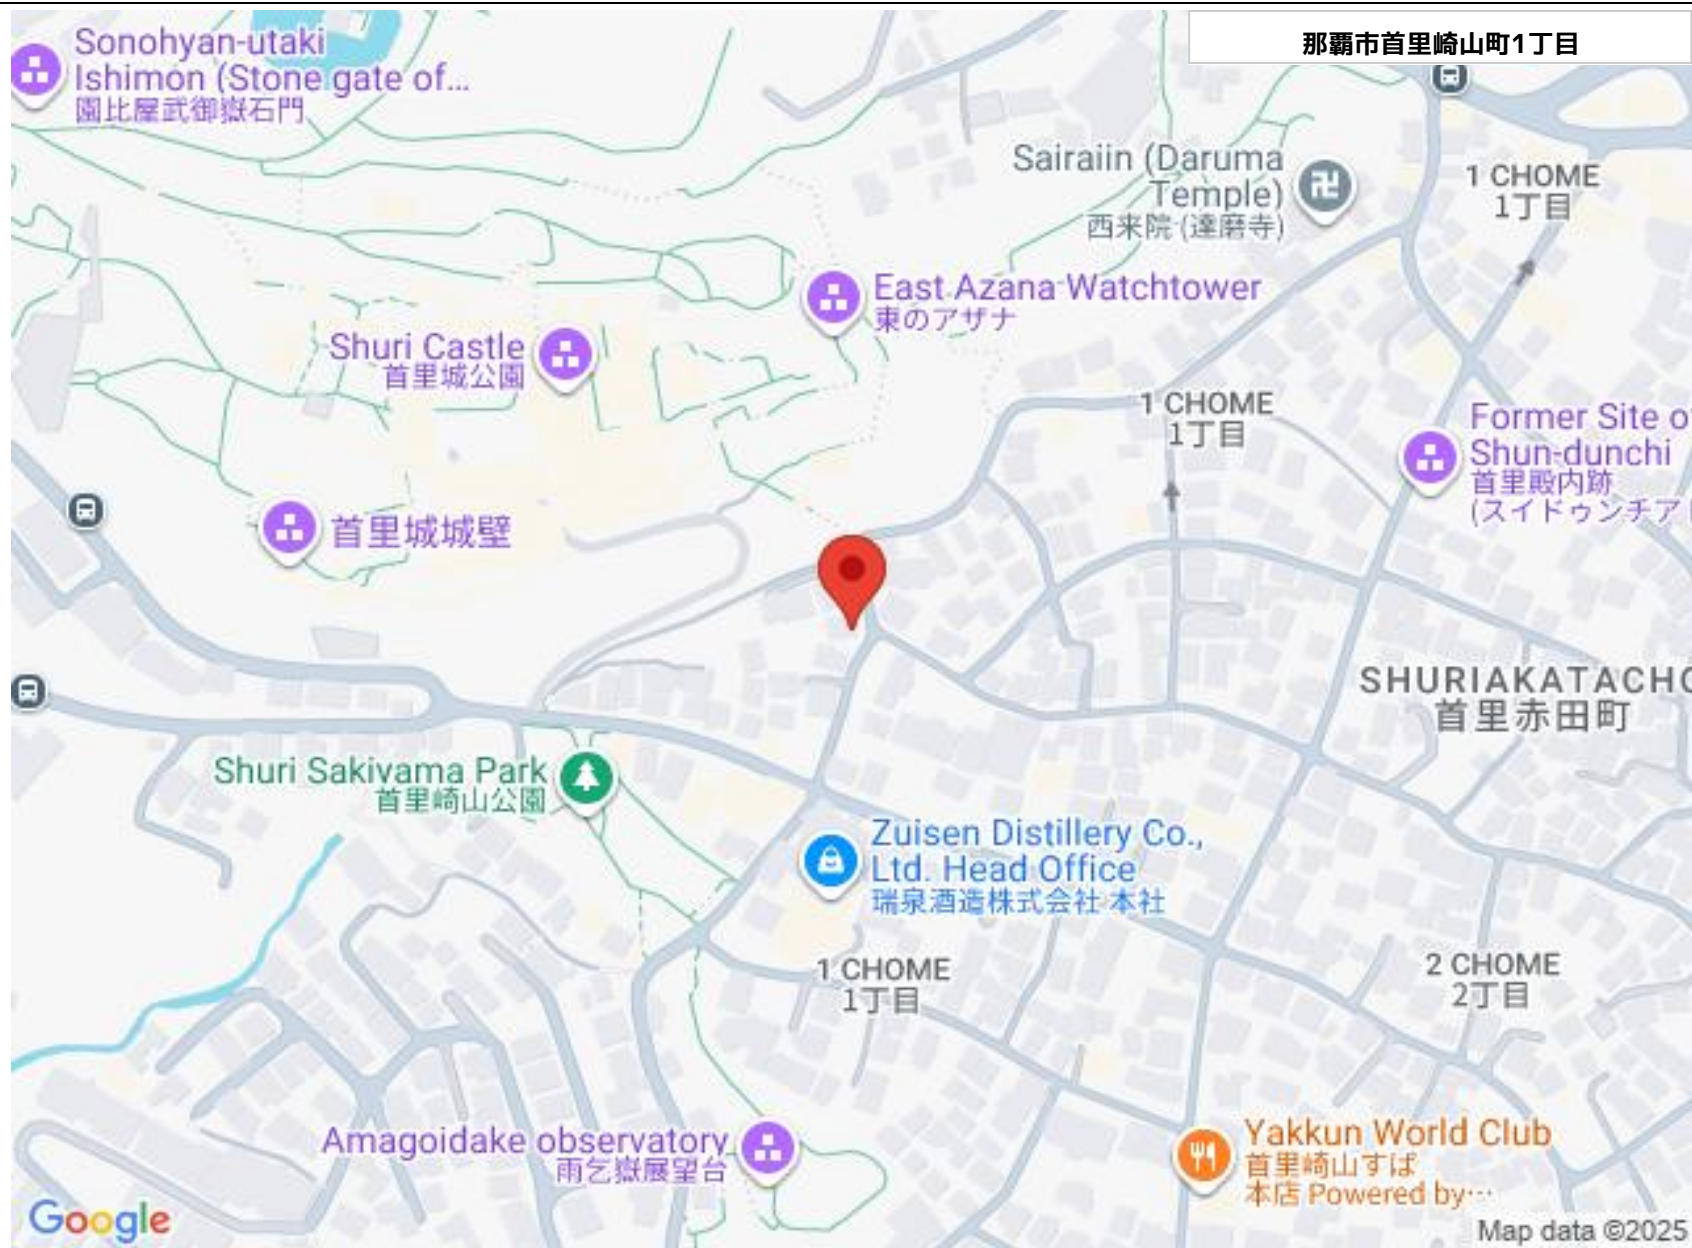 那覇市首里崎山町1丁目
Sonohyan-utaki
Ishimon (Stone gate of...
園比屋武御嶽石門
Sairaiin (Daruma
Temple)
西来院 (達磨寺)
1 CHOME
1丁目
East Azana Watchtower
東のアザナ
Shuri Castle
首里城公園
1 CHOME
1丁目
Former Site o
Shun-dunchi
首里殿内跡
(スイドゥンチア
首里城城壁
SHURIAKATACHO
首里赤田町
Shuri Sakiyama Park
首里崎山公園
Zuisen Distillery Co.,
Ltd. Head Office
瑞泉酒造株式会社 本社
1 CHOME
1丁目
2 CHOME
2丁目
Amagoidake observatory
雨乞嶽展望台
Yakkun World Club
首里崎山すば
本店 Powered by…
Google
Map data ©2025